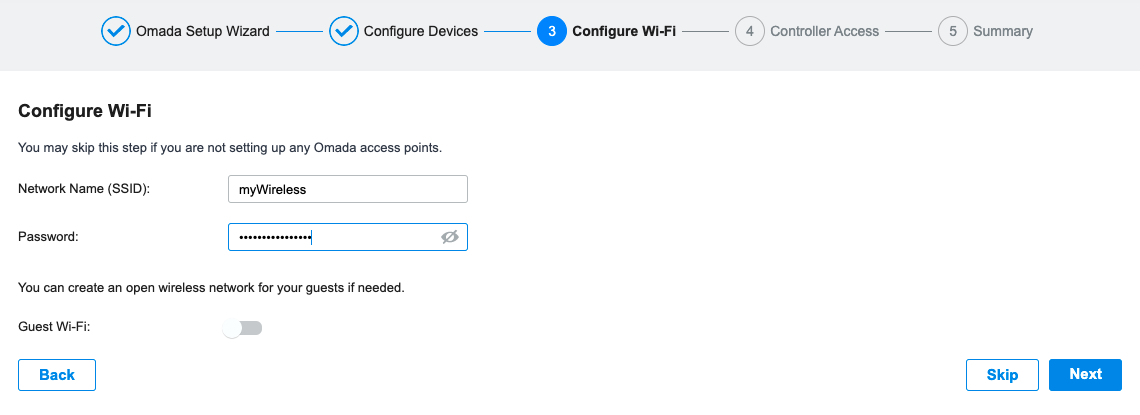 Omada Setup Wizard Configure Devices 3 Configure Wi-Fi 4 Controller Access 5 Summary
Configure Wi-Fi
You may skip this step if you are not setting up any Omada access points.
Network Name (SSID): myWireless
Password: ••••••••••••••••
You can create an open wireless network for your guests if needed.
Guest Wi-Fi:
Back Skip Next